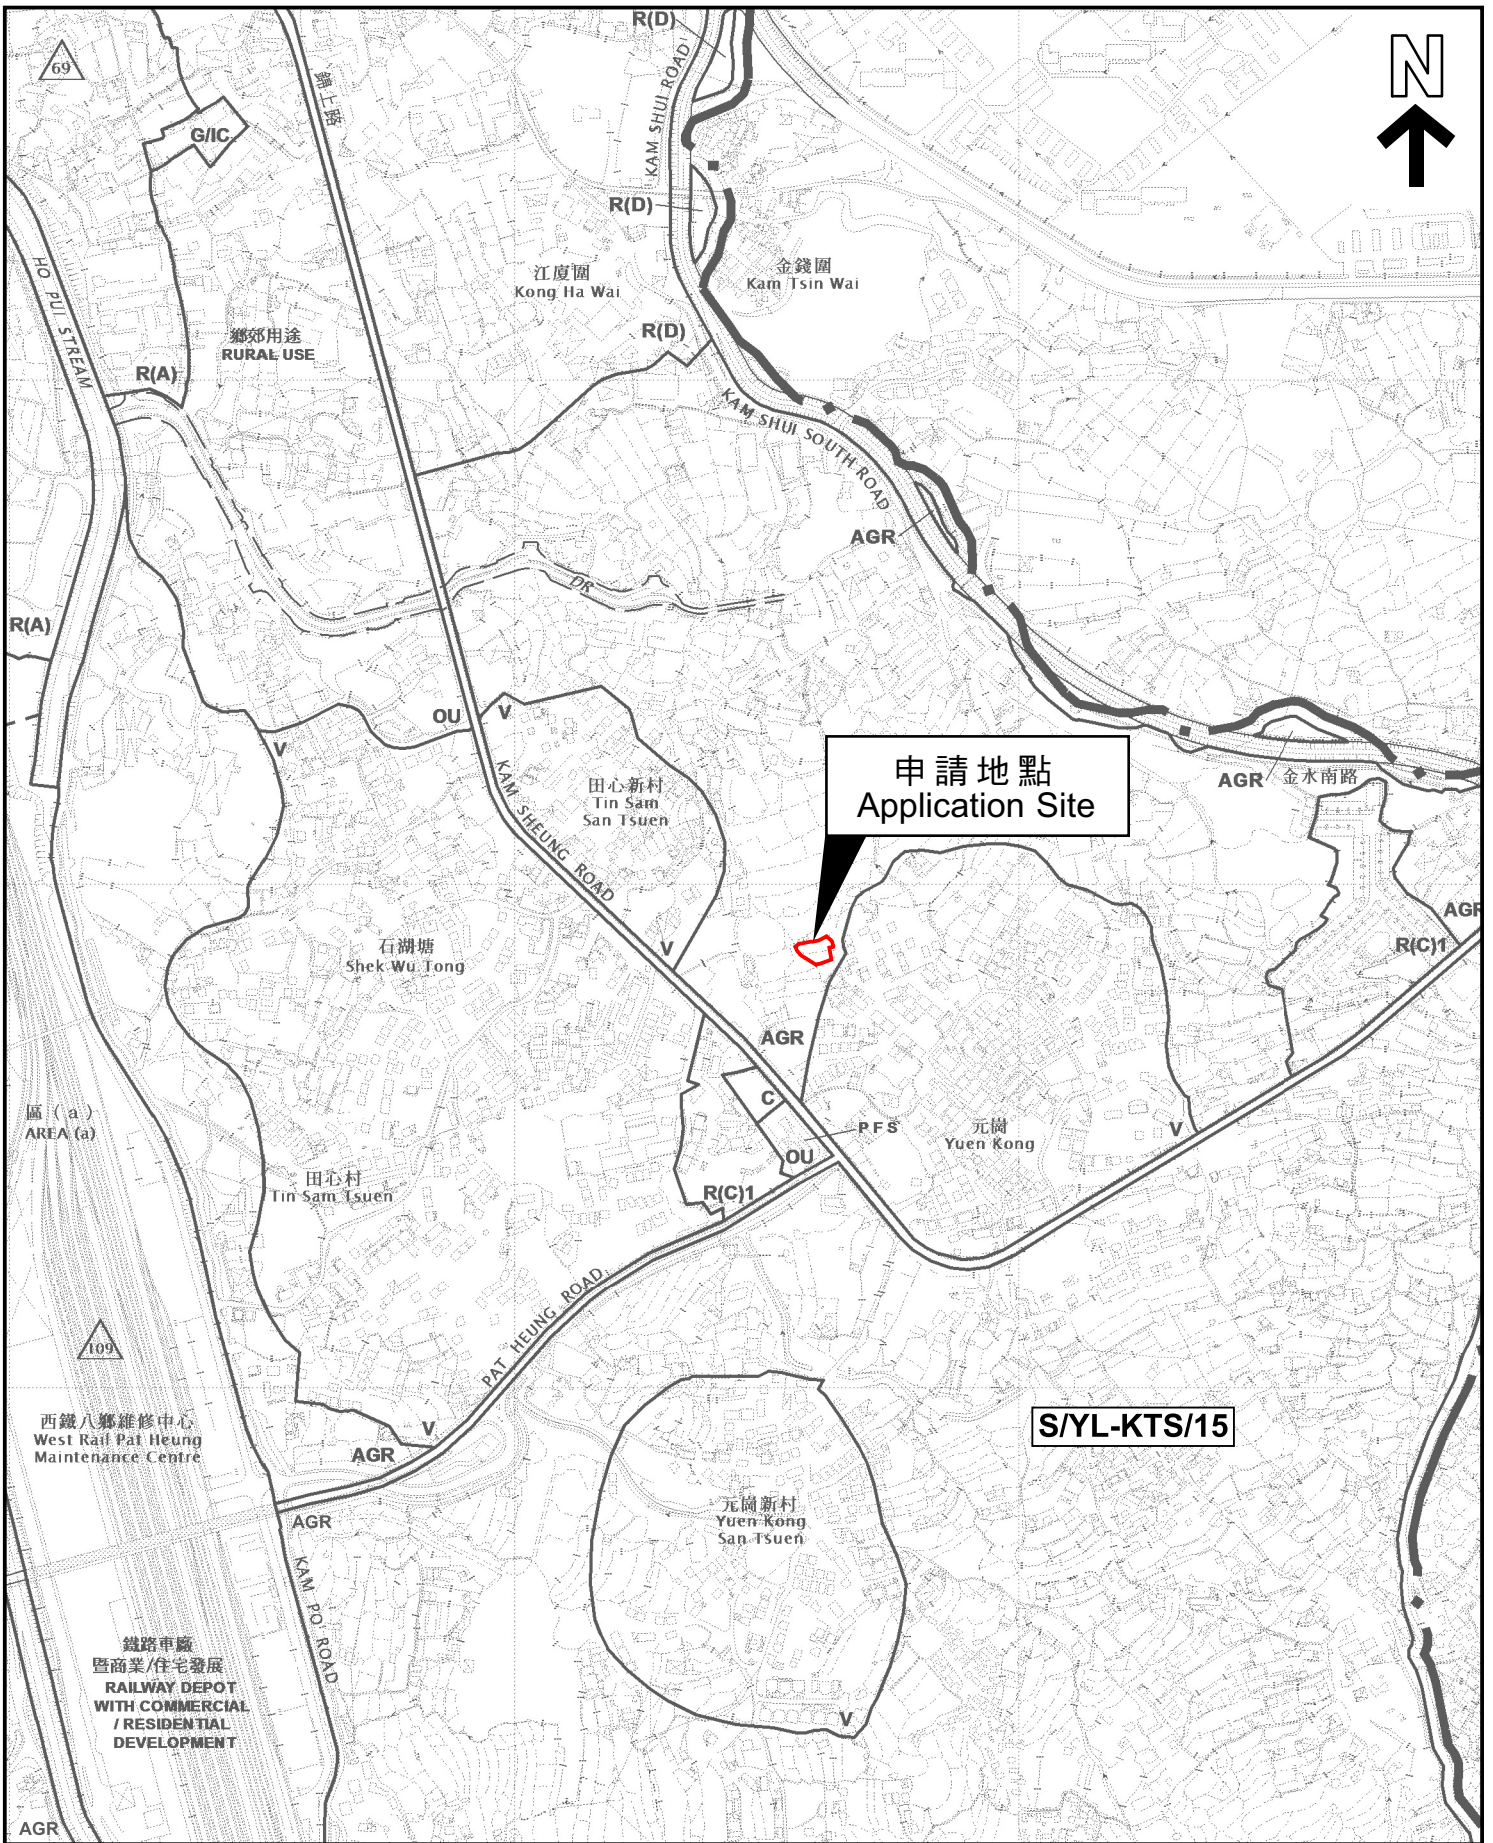 R(D)
69
錦上路
KAM SHUI ROAD
N
G/IC
R(D)
HO PUI STREAM
江廈圍
Kong Ha Wai
金錢圍
Kam Tsin Wai
鄉郊用途
RURAL USE
R(D)
R(A)
KAM SHUI SOUTH ROAD
AGR
DR
R(A)
OU
V
V
KAM SHEUNG ROAD
田心新村
Tin Sam
San Tsuen
申請地點
Application Site
AGR
金水南路
AGR
R(C)1
V
石湖塘
Shek Wu Tong
AGR
C
PFS
OU
元崗
Yuen Kong
V
區 ( a )
AREA (a)
田心村
Tin Sam Tsuen
R(C)1
PAT HEUNG ROAD
109
西鐵八鄉維修中心
West Rail Pat Heung
Maintenance Centre
V
AGR
S/YL-KTS/15
AGR
元崗新村
Yuen Kong
San Tsuen
KAM PO ROAD
鐵路車廠
暨商業/住宅發展
RAILWAY DEPOT
WITH COMMERCIAL
/ RESIDENTIAL
DEVELOPMENT
V
AGR